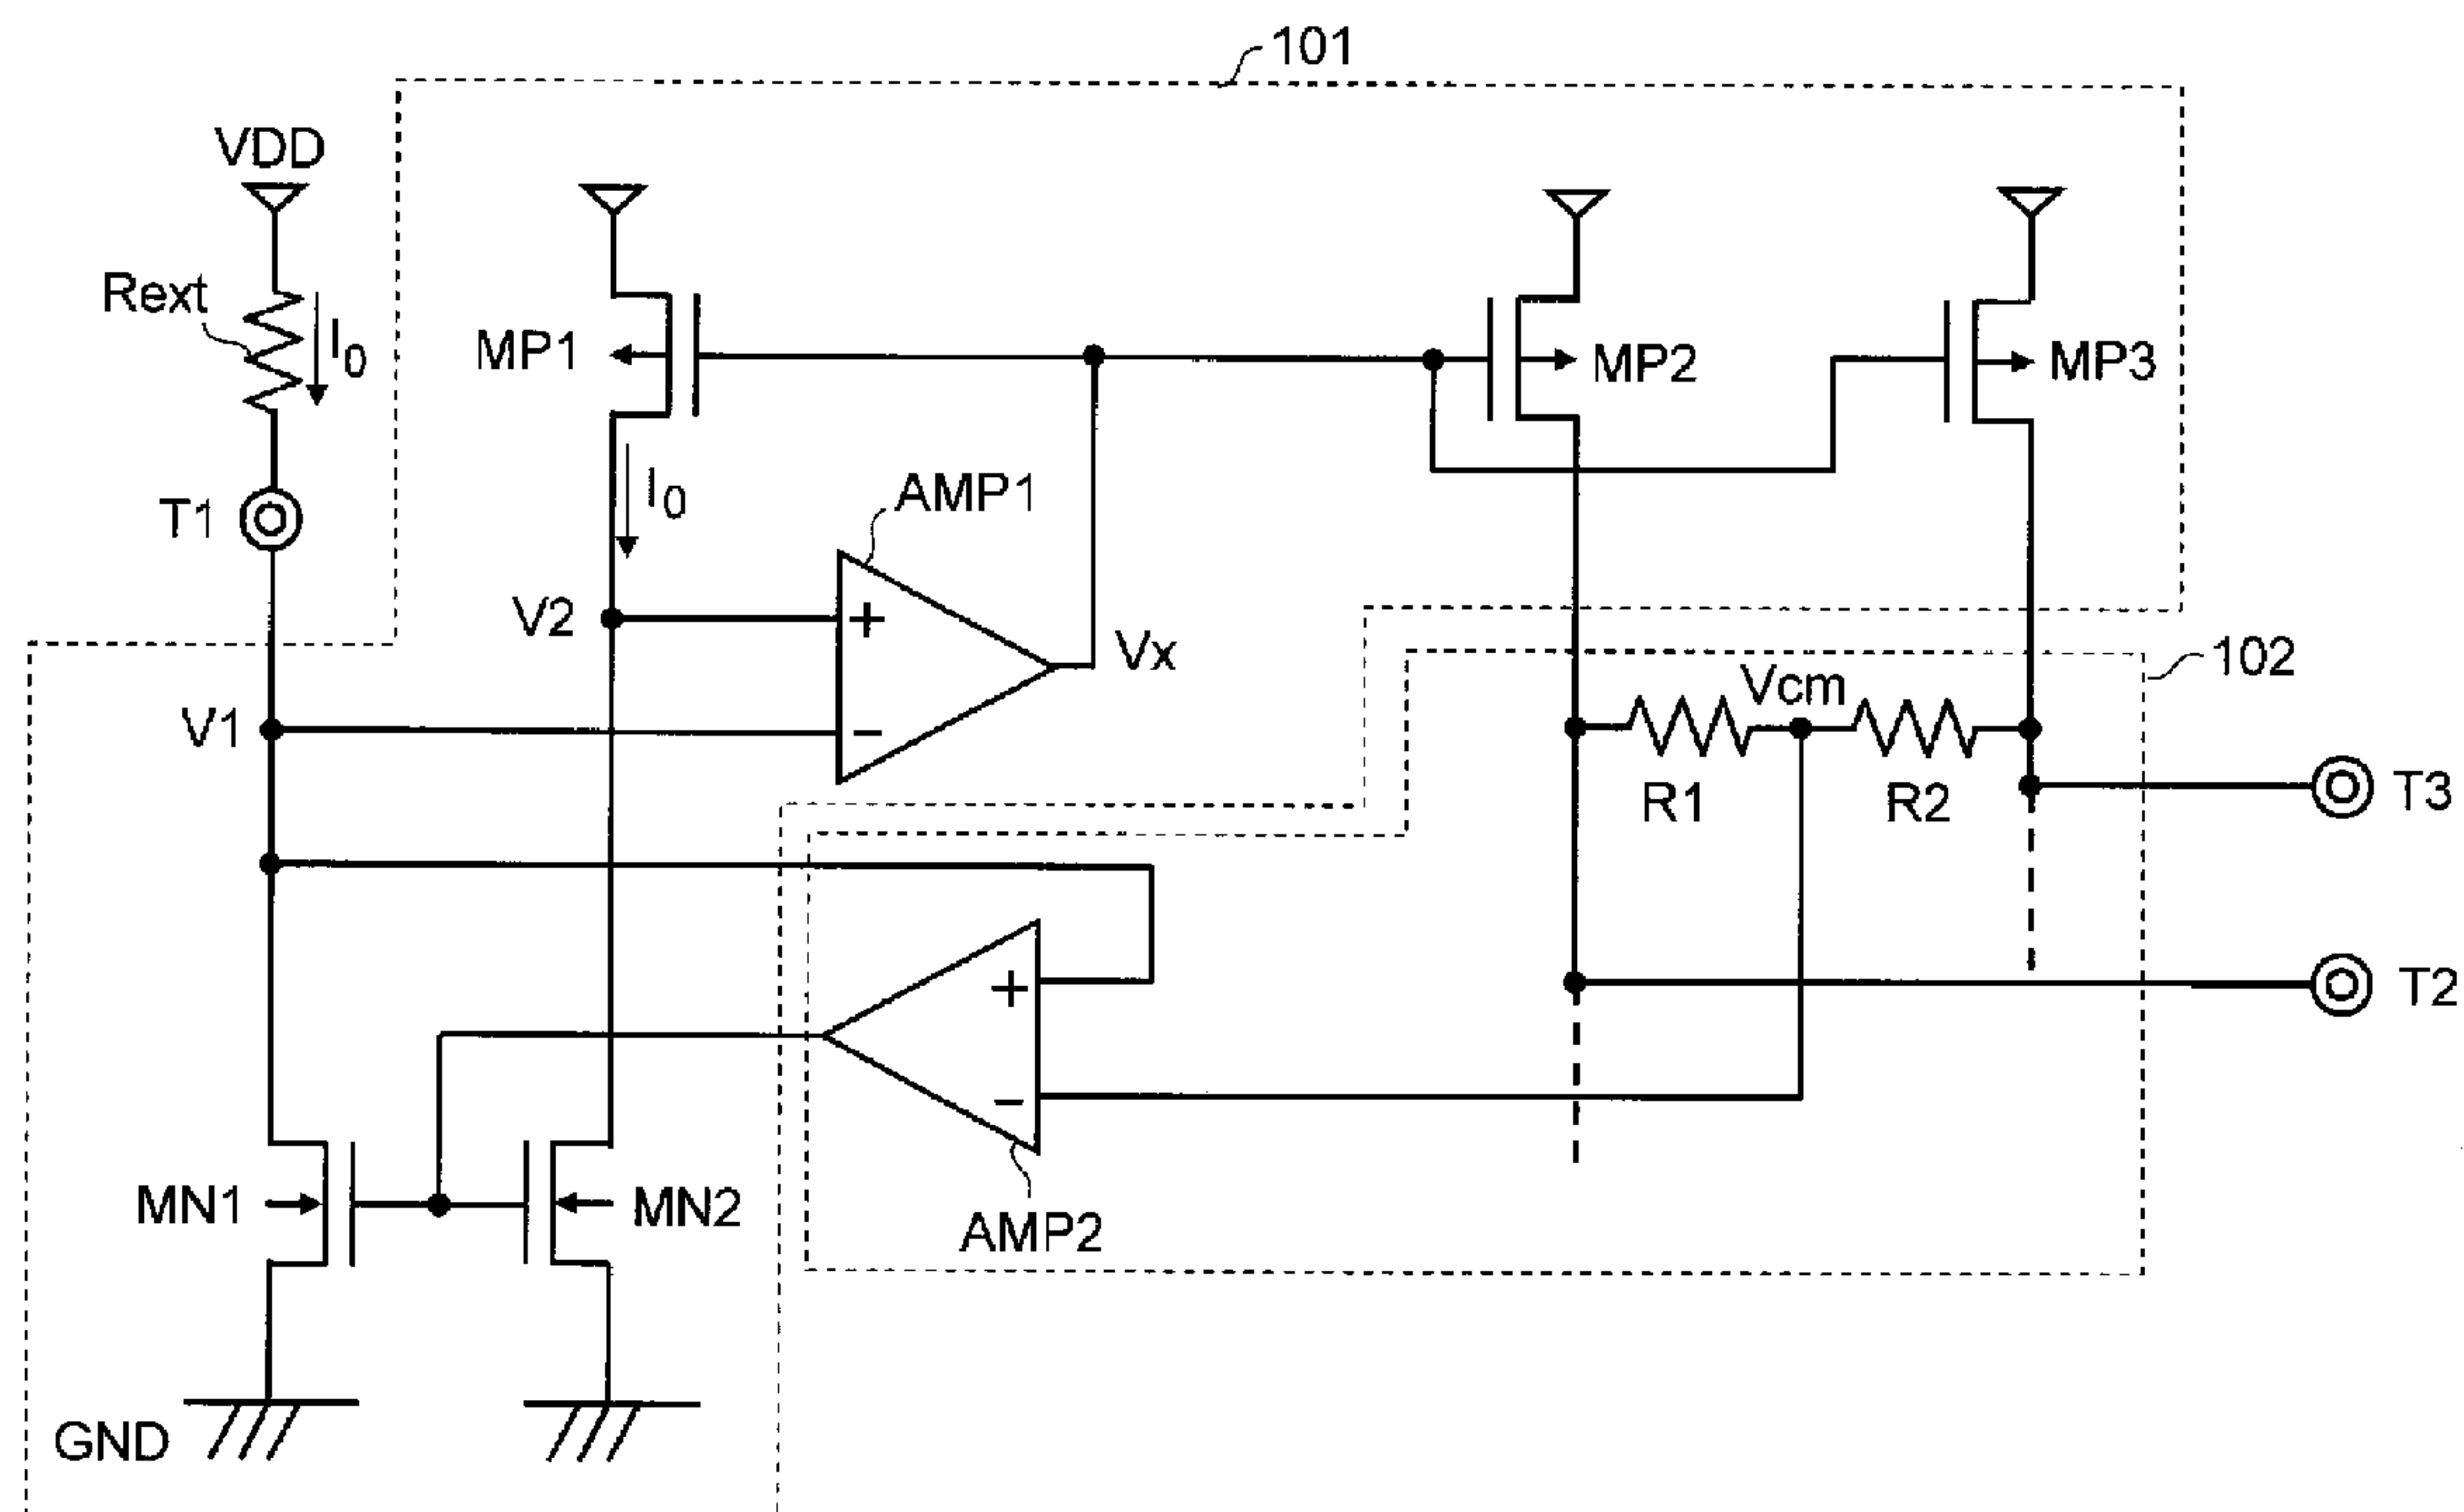 101
VDD
Rext
I0
MP1
MP2
MP3
T1
I0
AMP1
V2
+
Vx
102
V1
−
Vcm
R1
R2
T3
+
T2
−
MN1
MN2
AMP2
GND